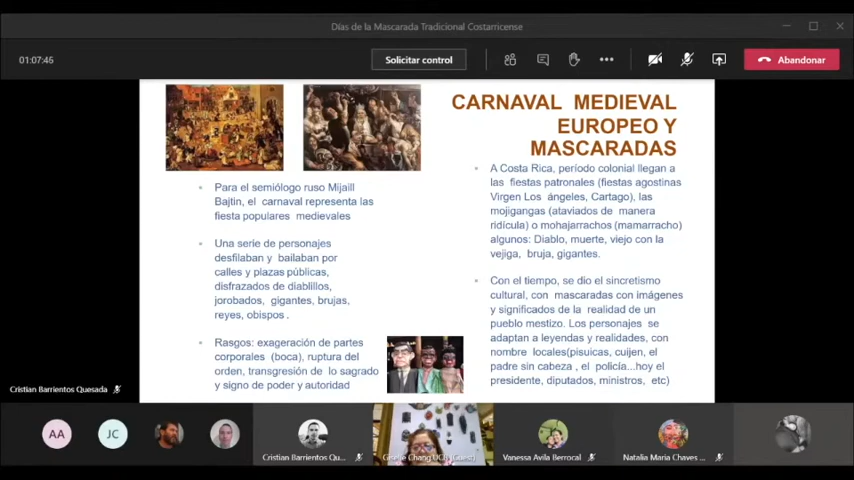 Días de la Mascarada Tradicional Costarricense
01:07:46
Solicitar control
Abandonar
CARNAVAL MEDIEVAL
EUROPEO Y
MASCARADAS
Para el semiólogo ruso Mijaill
Bajtin, el carnaval representa las
fiesta populares medievales
Una serie de personajes
desfilaban y bailaban por
calles y plazas públicas,
disfrazados de diablillos,
jorobados, gigantes, brujas,
reyes, obispos .
Rasgos: exageración de partes
corporales (boca), ruptura del
orden, transgresión de lo sagrado
y signo de poder y autoridad
A Costa Rica, período colonial llegan a
las fiestas patronales (fiestas agostinas
Virgen Los ángeles, Cartago), las
mojigangas (ataviados de manera
ridícula) o mohajarrachos (mamarracho)
algunos: Diablo, muerte, viejo con la
vejiga, bruja, gigantes.
Con el tiempo, se dio el sincretismo
cultural, con mascaradas con imágenes
y significados de la realidad de un
pueblo mestizo. Los personajes se
adaptan a leyendas y realidades, con
nombre locales(pisuicas, cuijen, el
padre sin cabeza , el policía...hoy el
presidente, diputados, ministros, etc)
Cristian Barrientos Quesada
AA
JC
Cristian Barrientos Qu...
Giselle Chang UCR (Guest)
Vanessa Avila Berrocal
Natalia Maria Chaves ...